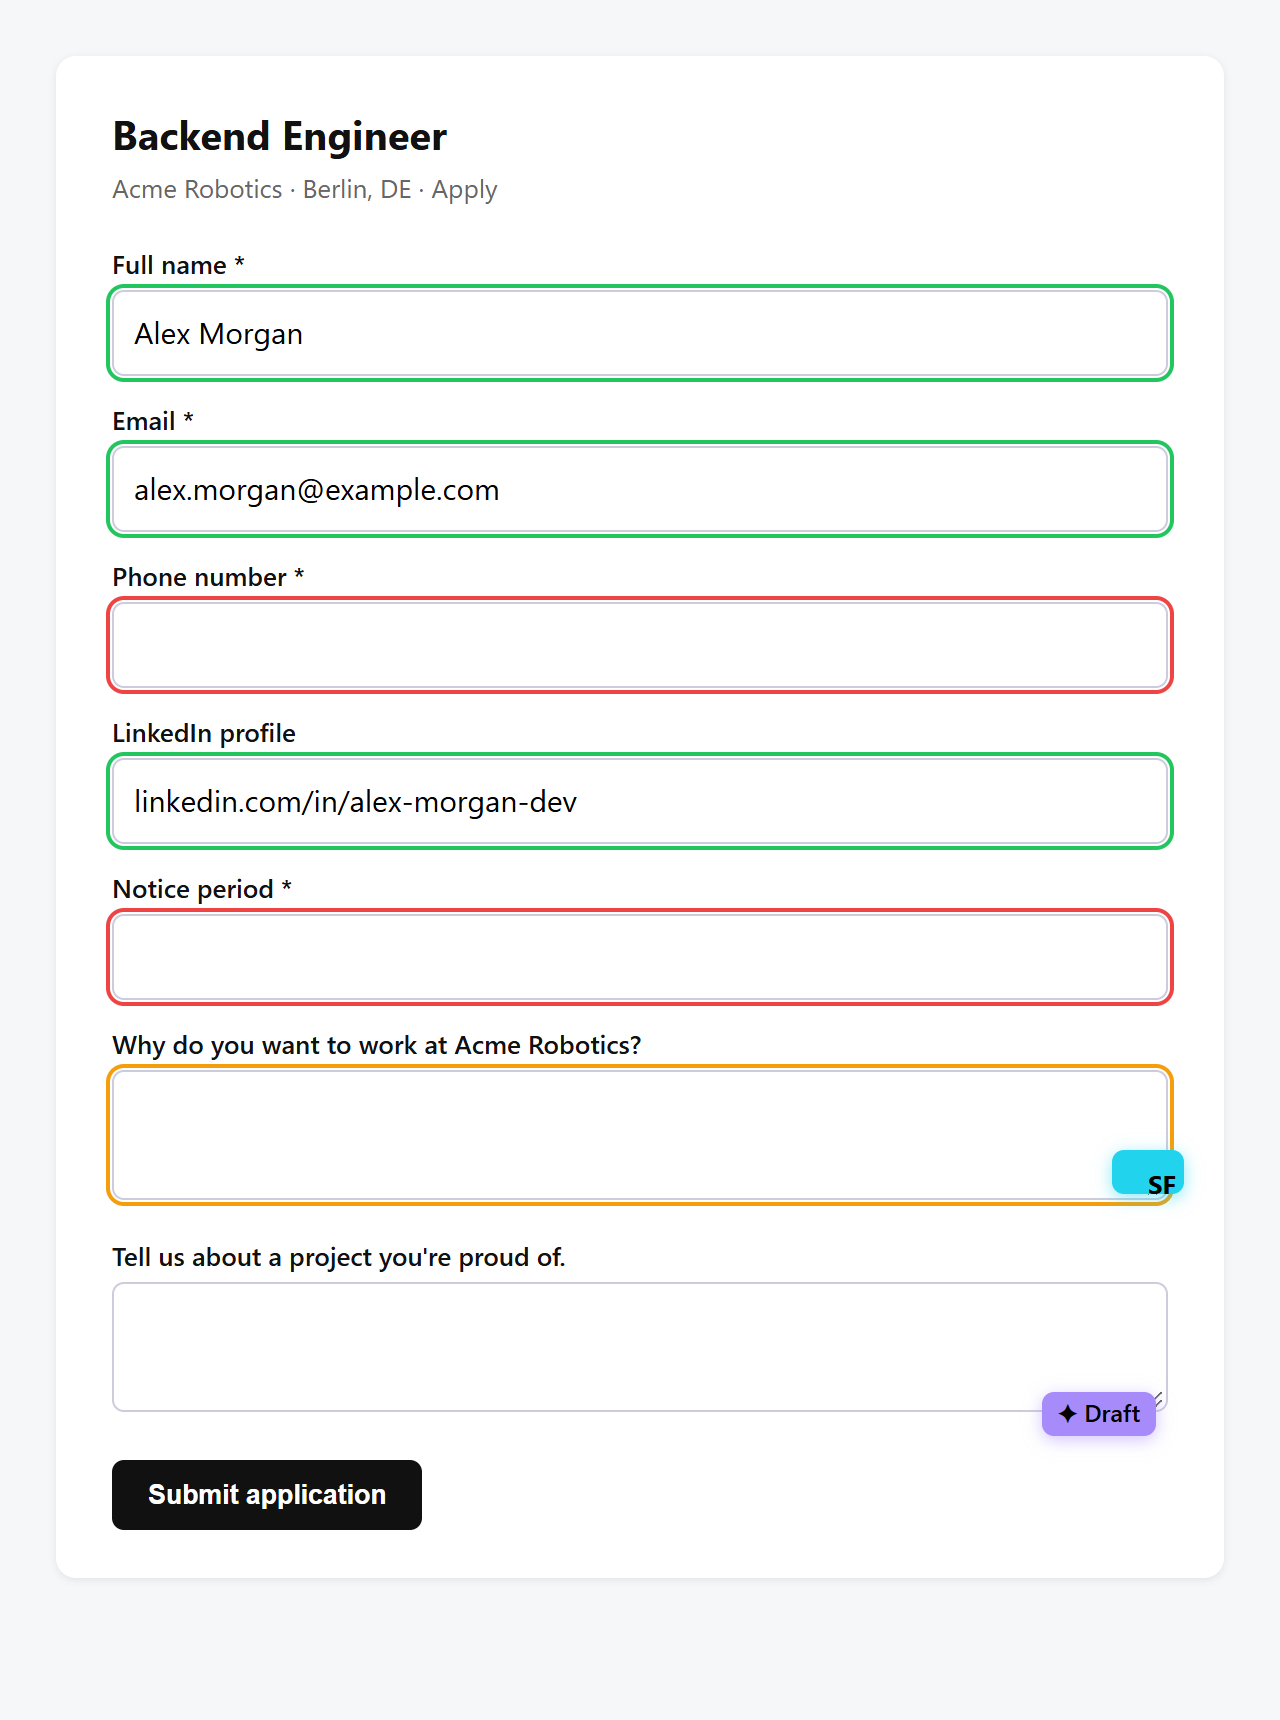 Backend Engineer
Acme Robotics · Berlin, DE · Apply
Full name *
Alex Morgan
Email *
alex.morgan@example.com
Phone number *
LinkedIn profile
linkedin.com/in/alex-morgan-dev
Notice period *
Why do you want to work at Acme Robotics?
SF
Tell us about a project you're proud of.
✦ Draft
Submit application